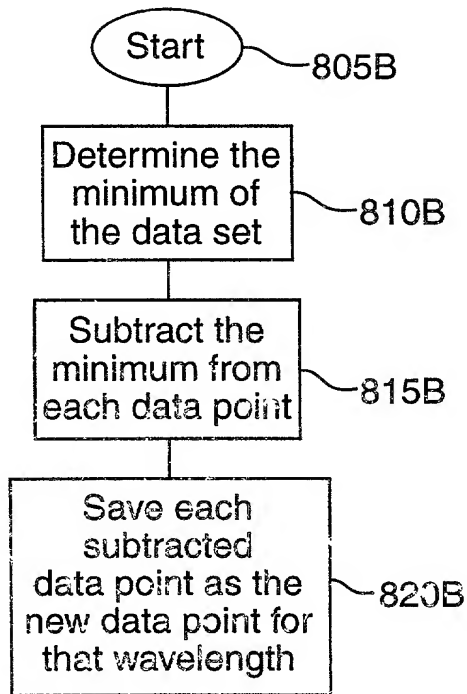 Start
805B
Determine the
minimum of
the data set
810B
Subtract the
minimum from
each data point
815B
Save each
subtracted
data point as the
new data point for
that wavelength
820B